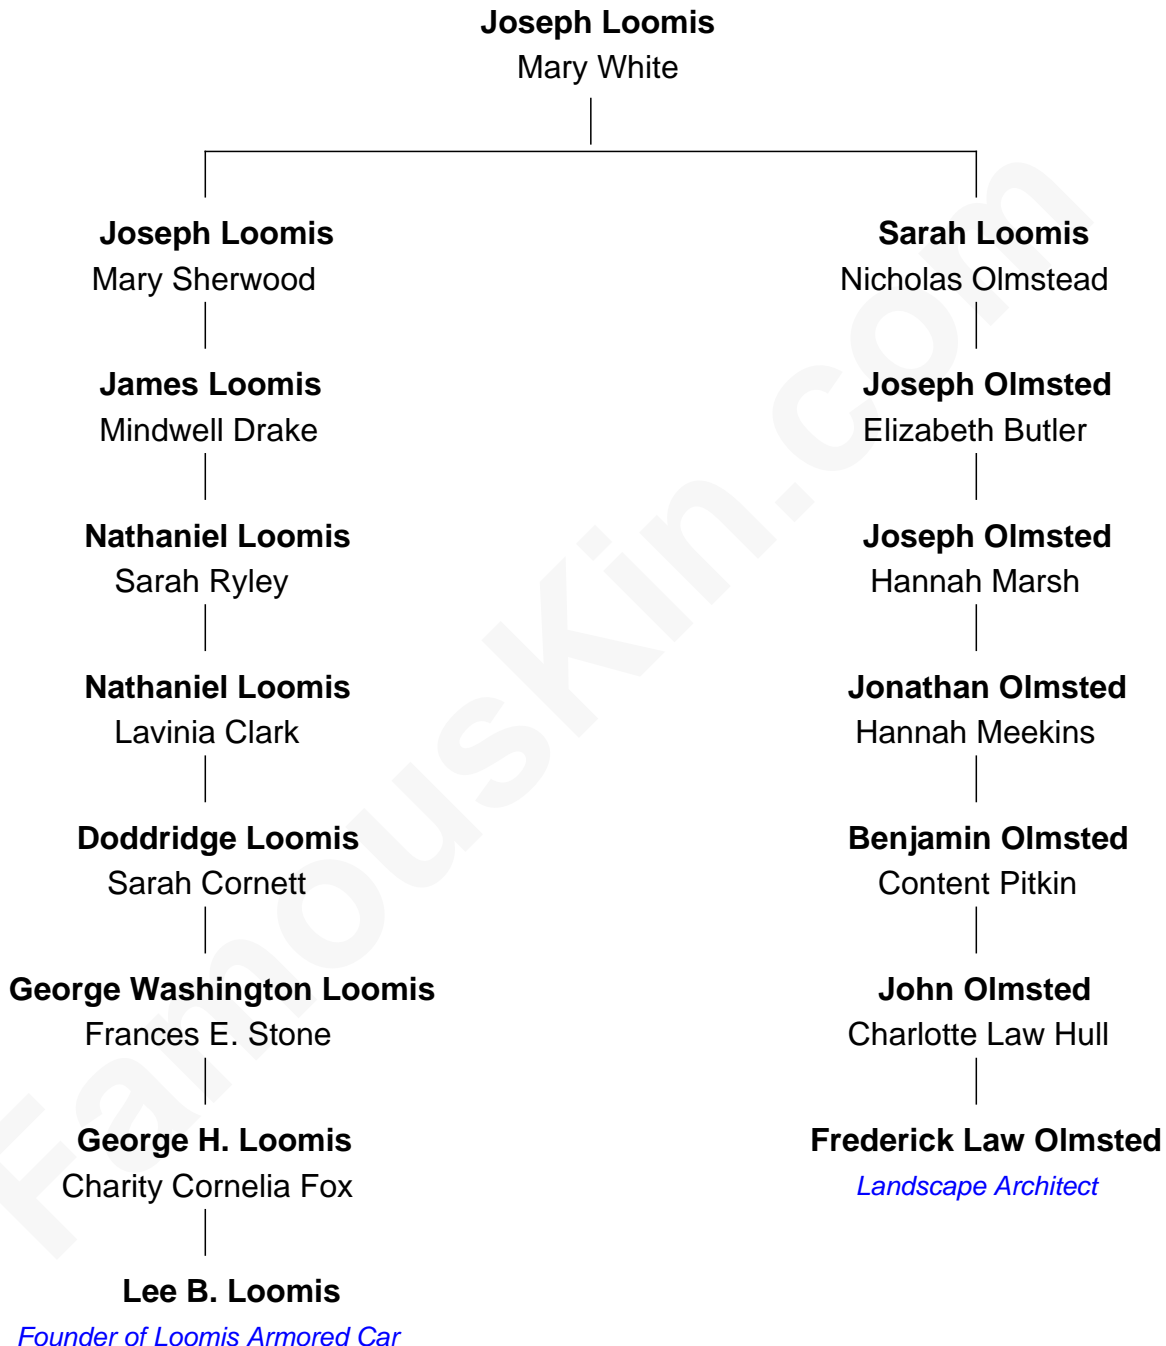 Joseph Loomis
Mary White
Joseph Loomis
Mary Sherwood
James Loomis
Mindwell Drake
Nathaniel Loomis
Sarah Ryley
Nathaniel Loomis
Lavinia Clark
Doddridge Loomis
Sarah Cornett
George Washington Loomis
Frances E. Stone
George H. Loomis
Charity Cornelia Fox
Lee B. Loomis
Founder of Loomis Armored Car
Sarah Loomis
Nicholas Olmstead
Joseph Olmsted
Elizabeth Butler
Joseph Olmsted
Hannah Marsh
Jonathan Olmsted
Hannah Meekins
Benjamin Olmsted
Content Pitkin
John Olmsted
Charlotte Law Hull
Frederick Law Olmsted
Landscape Architect
FamousKin.com